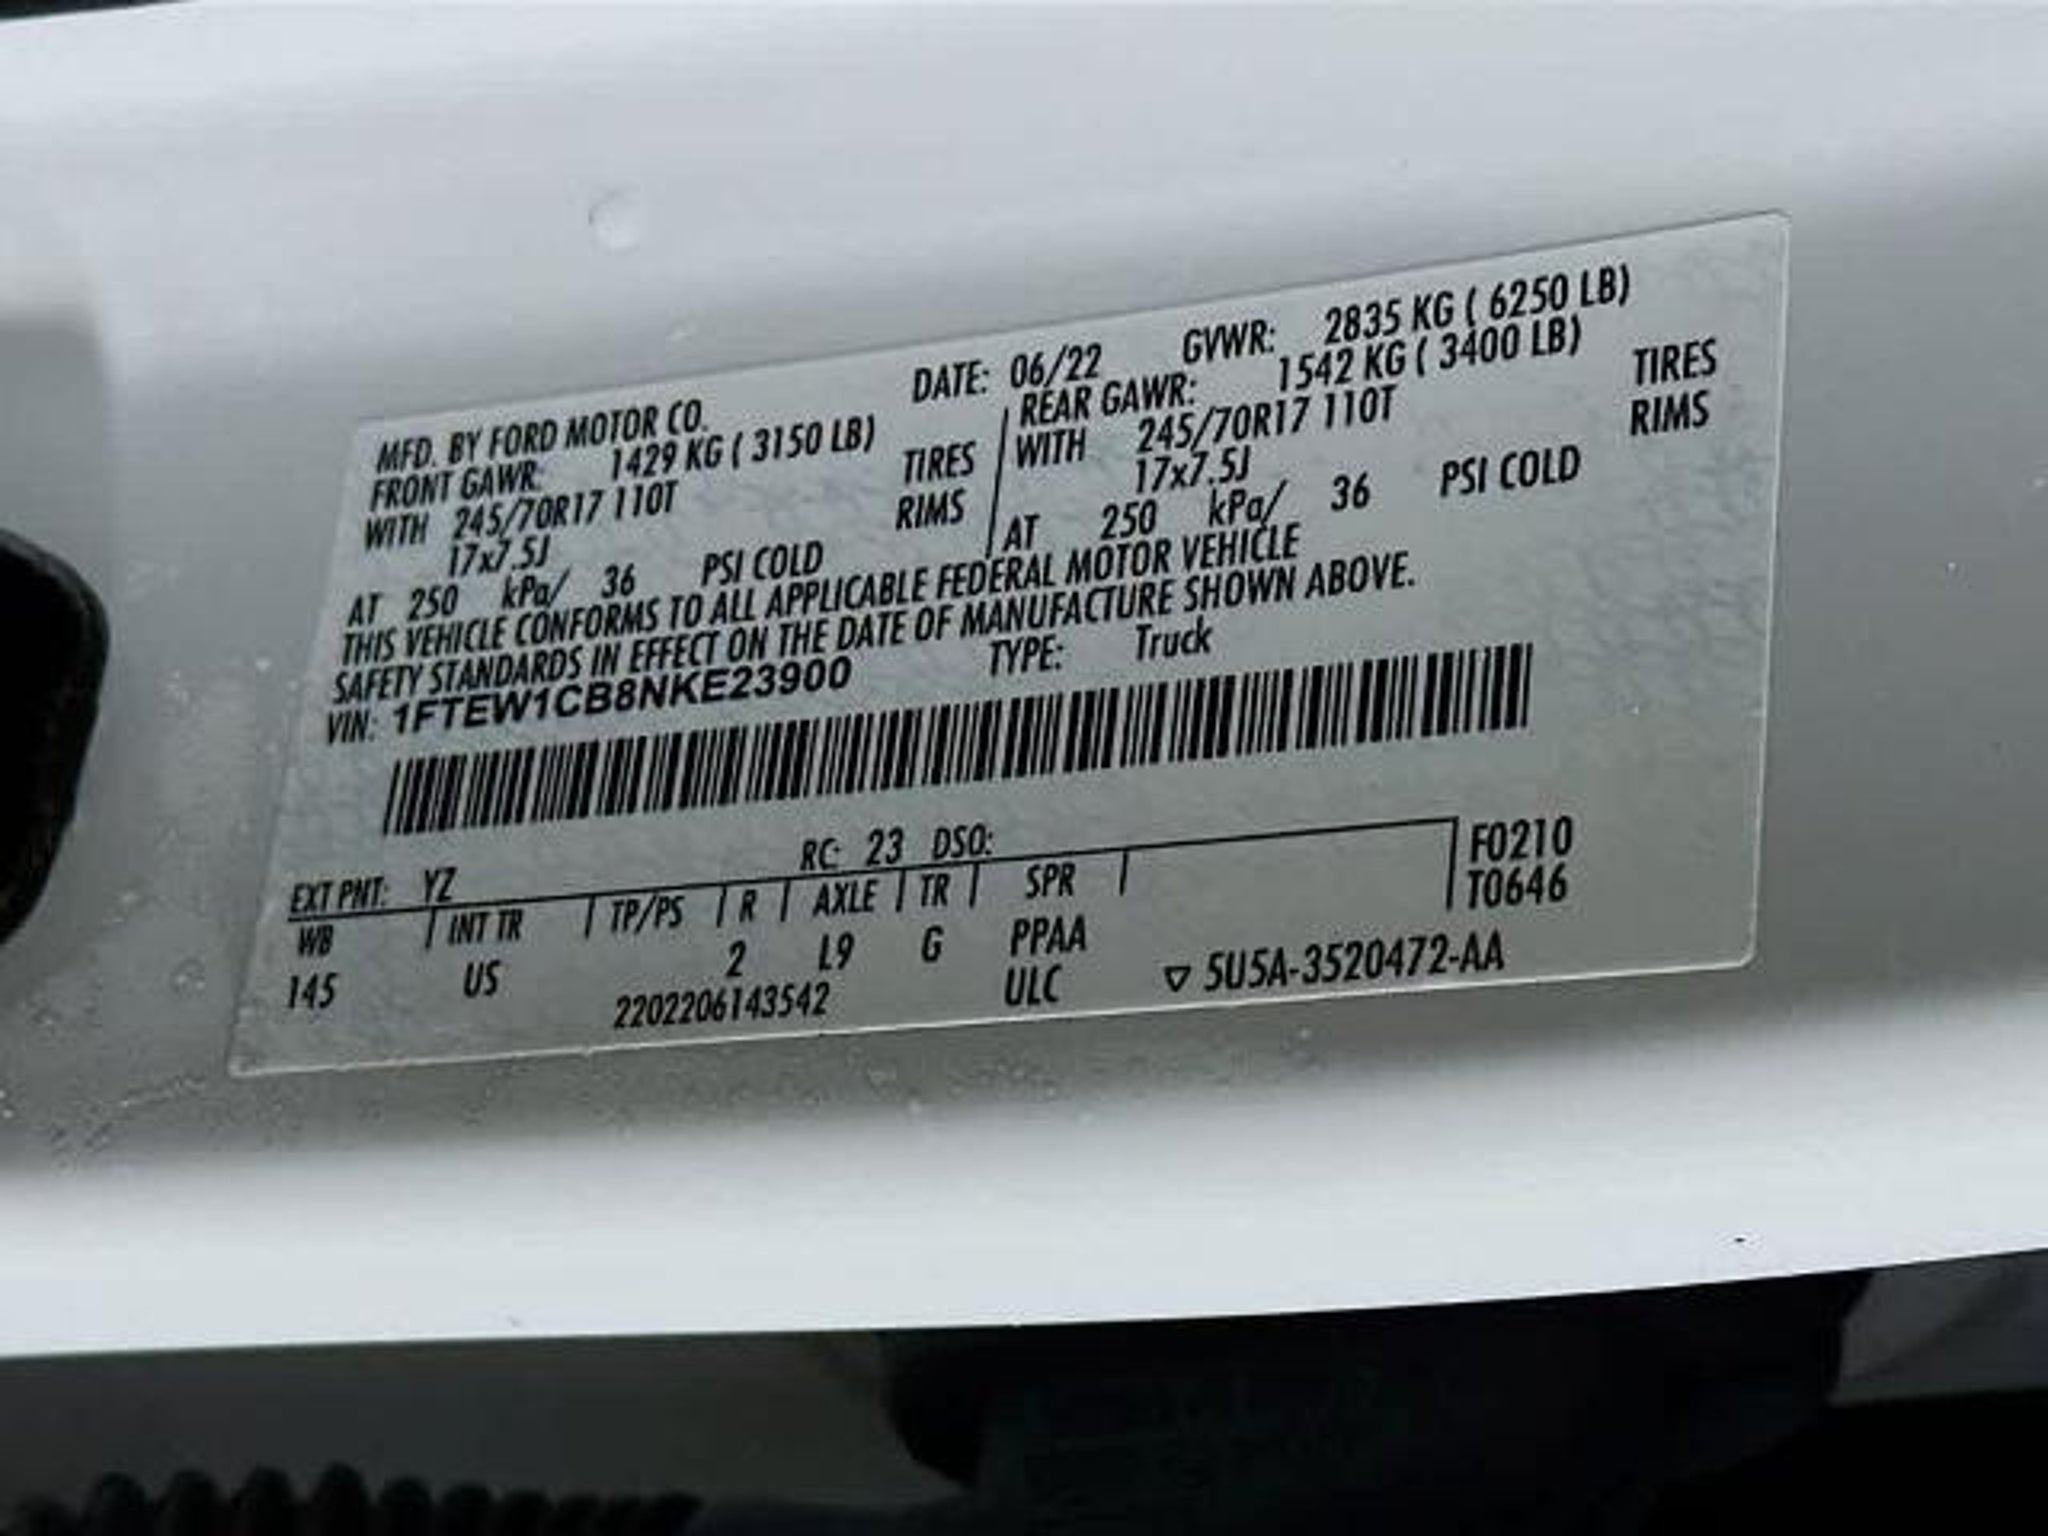 MFD. BY FORD MOTOR CO. DATE: 06/22 GVWR: 2835 KG ( 6250 LB)
FRONT GAWR: 1429 KG ( 3150 LB) REAR GAWR: 1542 KG ( 3400 LB)
WITH 245/70R17 110T TIRES WITH 245/70R17 110T TIRES
17x7.5J RIMS 17x7.5J RIMS
AT 250 kPa/ 36 PSI COLD AT 250 kPa/ 36 PSI COLD
THIS VEHICLE CONFORMS TO ALL APPLICABLE FEDERAL MOTOR VEHICLE
SAFETY STANDARDS IN EFFECT ON THE DATE OF MANUFACTURE SHOWN ABOVE.
VIN: 1FTEW1CB8NKE23900 TYPE: Truck
EXT PNT: YZ RC: 23 DSO: F0210
WB INT TR TP/PS R AXLE TR SPR T0646
145 US 2 L9 G PPAA
2202206143542 ULC ▽ 5U5A-3520472-AA